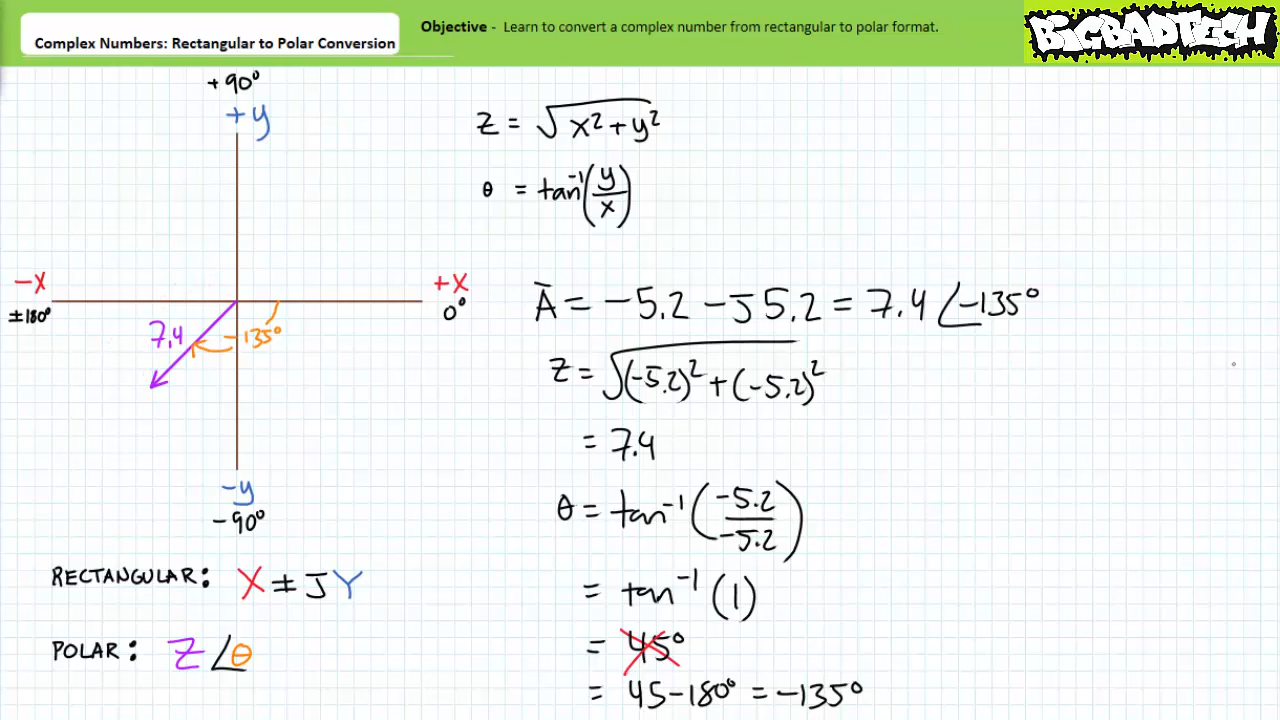 Complex Numbers: Rectangular to Polar Conversion
Objective - Learn to convert a complex number from rectangular to polar format.
BIGBADTECH
+90°
+y
-X
±180°
+X
0°
7.4
-135°
-y
-90°
RECTANGULAR: X ± J Y
POLAR: Z ∠θ
Z = √(x² + y²)
θ = tan⁻¹(y/x)
Ā = -5.2 - J5.2 = 7.4 ∠-135°
Z = √((-5.2)² + (-5.2)²)
= 7.4
θ = tan⁻¹(-5.2/-5.2)
= tan⁻¹(1)
= 45°
= 45-180° = -135°